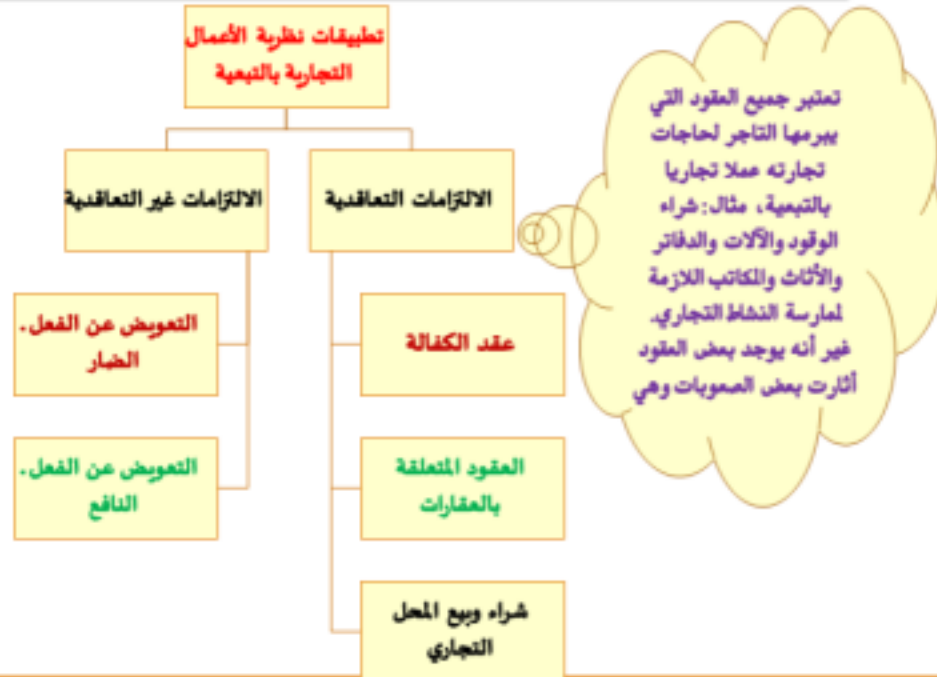 تطبيقات نظرية الأعمال
التجارية بالتبعية
الالتزامات التعاقدية
الالتزامات غير التعاقدية
تعتبر جميع العقود التي
يبرمها التاجر لحاجات
تجارته عملا تجاريا
بالتبعية، مثال: شراء
الوقود والآلات والدفاتر
والأثاث والمكاتب اللازمة
لممارسة النشاط التجاري.
غير أنه يوجد بعض العقود
أثارت بعض الصعوبات وهي
عقد الكفالة
العقود المتعلقة
بالعقارات
شراء وبيع المحل
التجاري
التعويض عن الفعل.
الضار
التعويض عن الفعل.
النافع